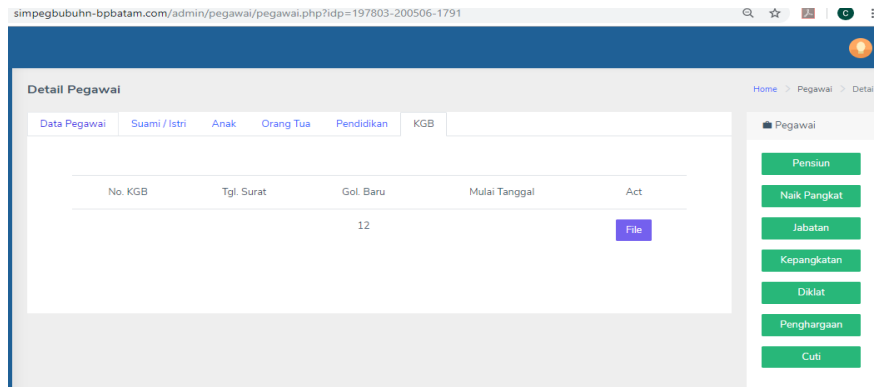 simpegbubuhn-bpbatam.com/admin/pegawai/pegawai.php?idp=197803-200506-1791
C
Detail Pegawai
Home > Pegawai > Detai
Data Pegawai Suami / Istri Anak Orang Tua Pendidikan KGB
Pegawai
No. KGB Tgl. Surat Gol. Baru Mulai Tanggal Act
12 File
Pensiun
Naik Pangkat
Jabatan
Kepangkatan
Diklat
Penghargaan
Cuti